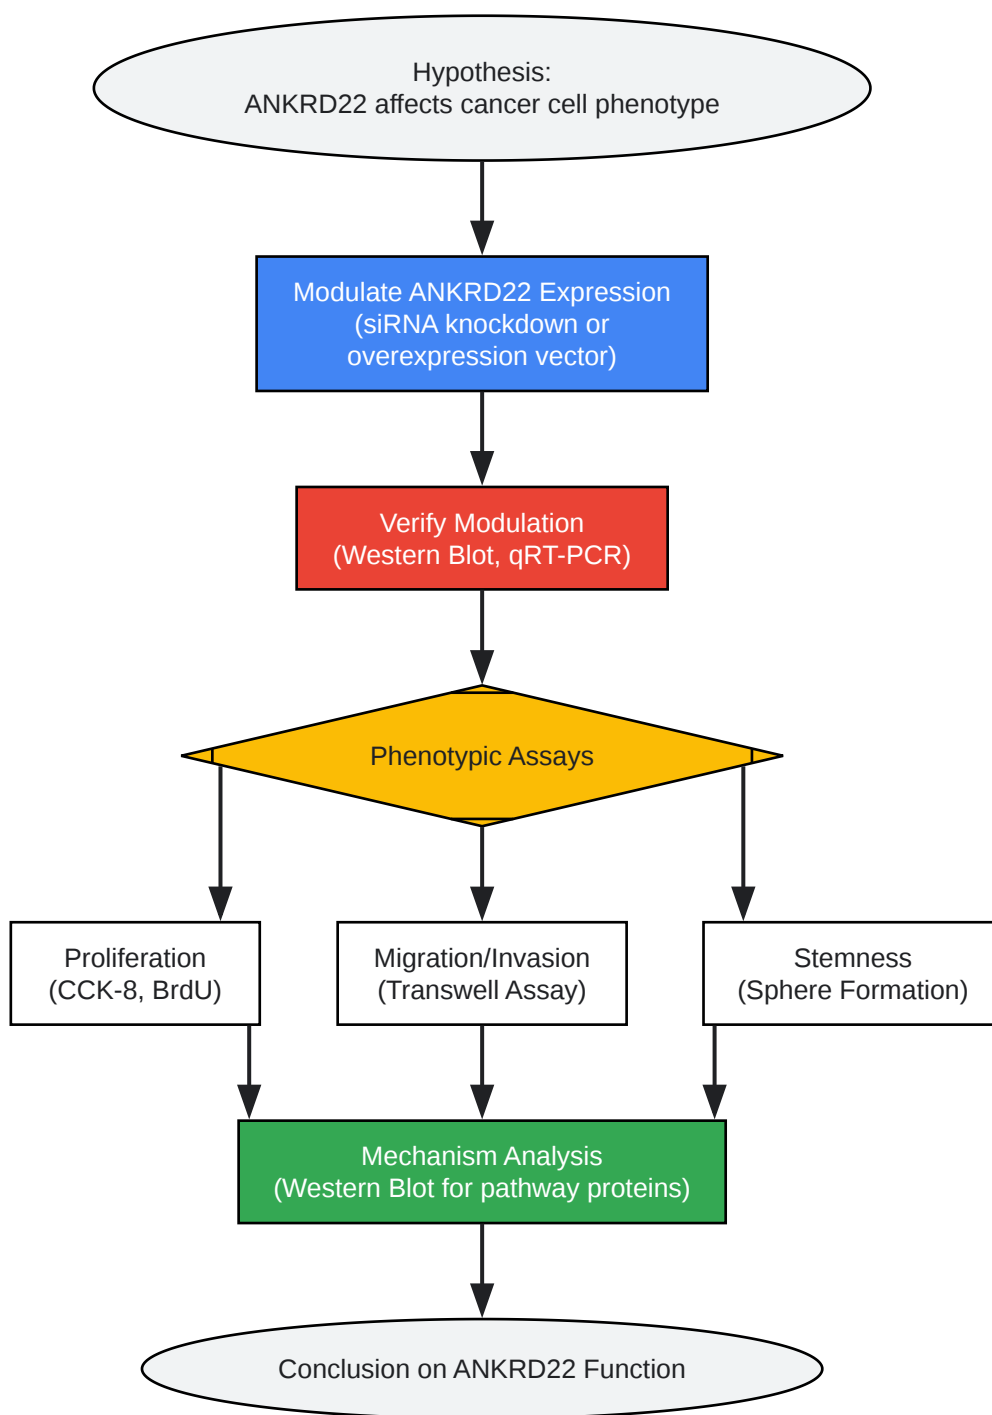 Hypothesis:
ANKRD22 affects cancer cell phenotype
Modulate ANKRD22 Expression
(siRNA knockdown or
overexpression vector)
Verify Modulation
(Western Blot, qRT-PCR)
Phenotypic Assays
Proliferation
(CCK-8, BrdU)
Migration/Invasion
(Transwell Assay)
Stemness
(Sphere Formation)
Mechanism Analysis
(Western Blot for pathway proteins)
Conclusion on ANKRD22 Function